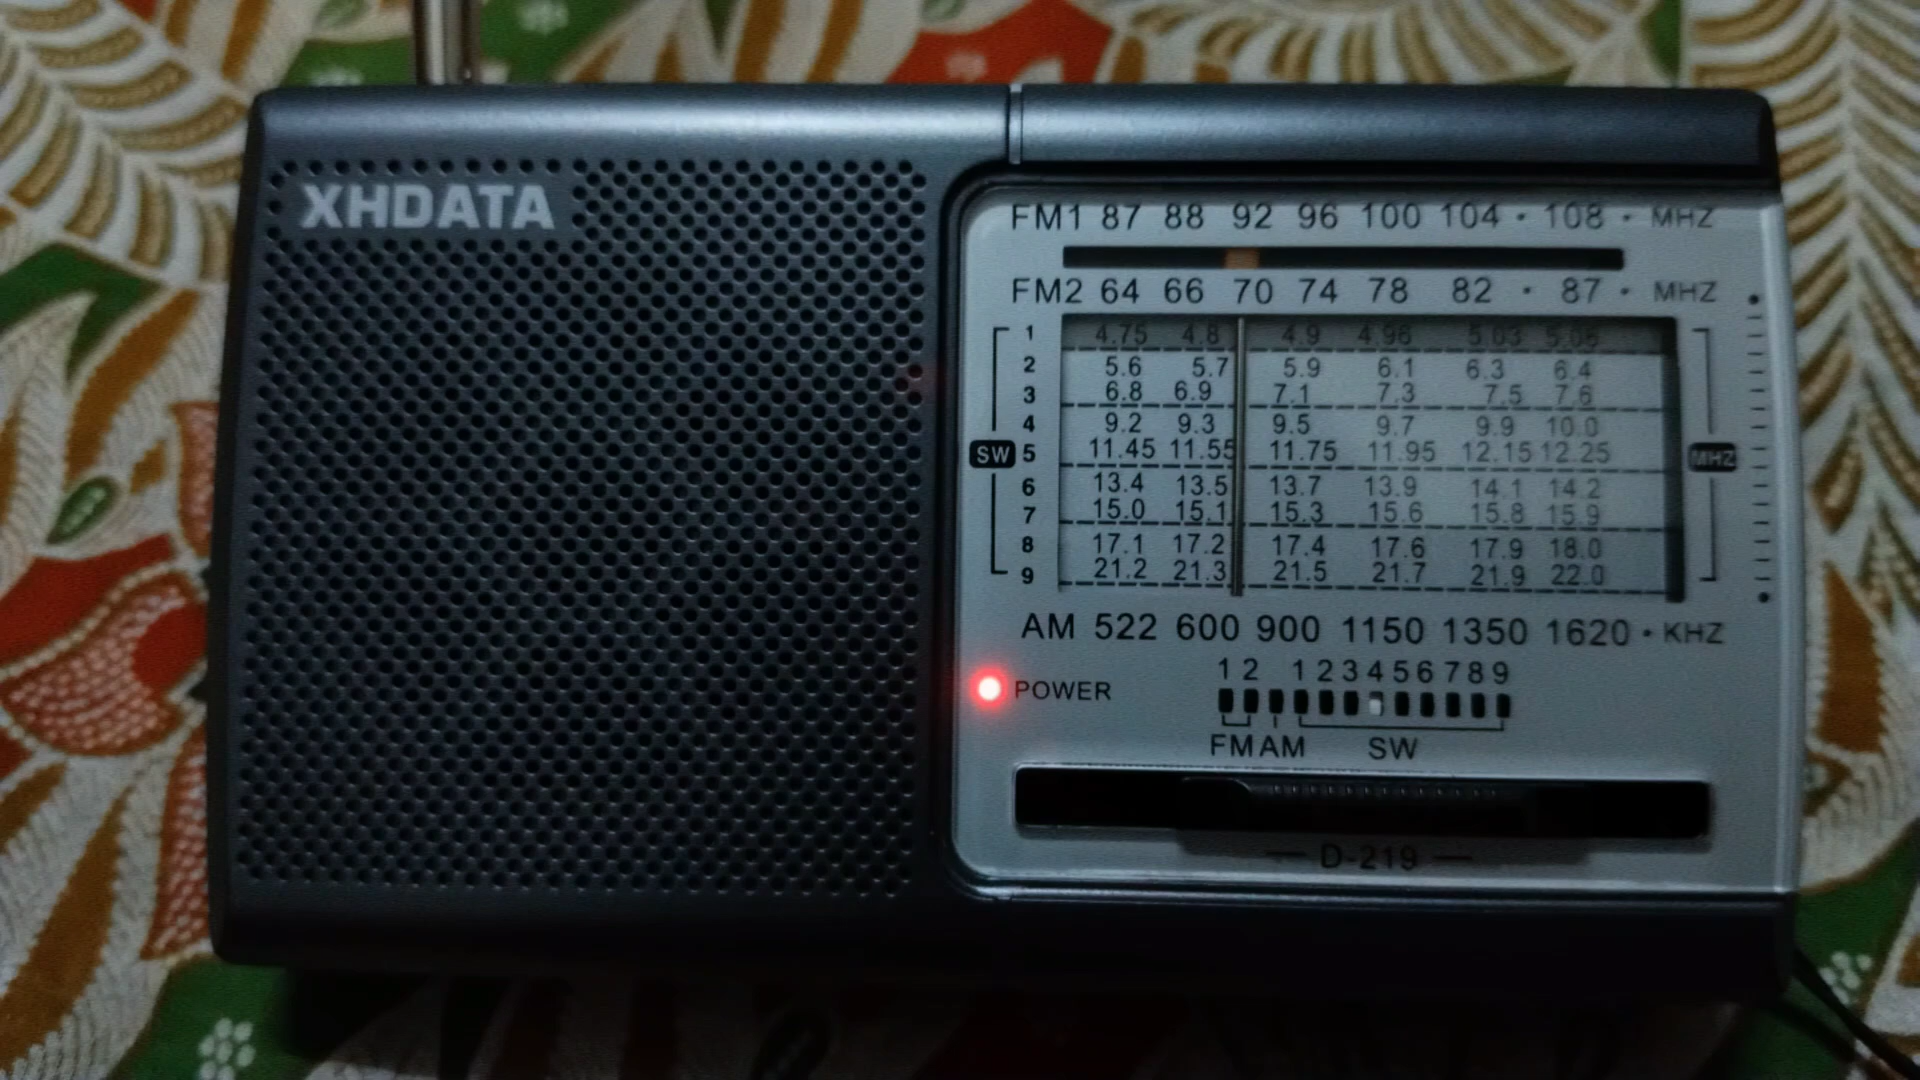 XHDATA
FM1 87 88 92 96 100 104 · 108 · MHZ
FM2 64 66 70 74 78 82 · 87 · MHZ
1 4.75 4.8 4.9 4.96 5.03 5.06
2 5.6 5.7 5.9 6.1 6.3 6.4
3 6.8 6.9 7.1 7.3 7.5 7.6
4 9.2 9.3 9.5 9.7 9.9 10.0
SW 5 11.45 11.55 11.75 11.95 12.15 12.25 MHZ
6 13.4 13.5 13.7 13.9 14.1 14.2
7 15.0 15.1 15.3 15.6 15.8 15.9
8 17.1 17.2 17.4 17.6 17.9 18.0
9 21.2 21.3 21.5 21.7 21.9 22.0
AM 522 600 900 1150 1350 1620 · KHZ
1 2 1 2 3 4 5 6 7 8 9
POWER
FM AM SW
D-219